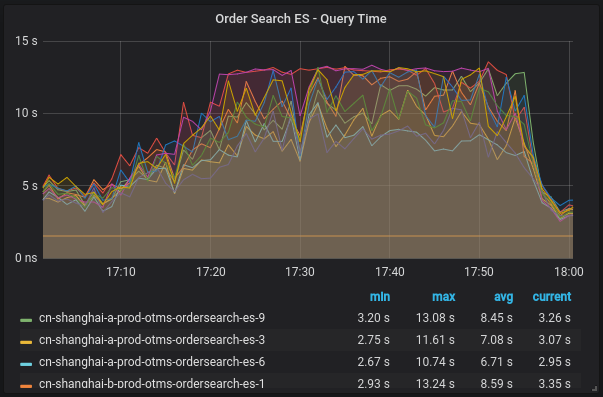 Order Search ES - Query Time
15 s
10 s
5 s
0 ns
17:10 17:20 17:30 17:40 17:50 18:00
min max avg current
cn-shanghai-a-prod-otms-ordersearch-es-9 3.20 s 13.08 s 8.45 s 3.26 s
cn-shanghai-a-prod-otms-ordersearch-es-3 2.75 s 11.61 s 7.08 s 3.07 s
cn-shanghai-a-prod-otms-ordersearch-es-6 2.67 s 10.74 s 6.71 s 2.95 s
cn-shanghai-b-prod-otms-ordersearch-es-1 2.93 s 13.24 s 8.59 s 3.35 s